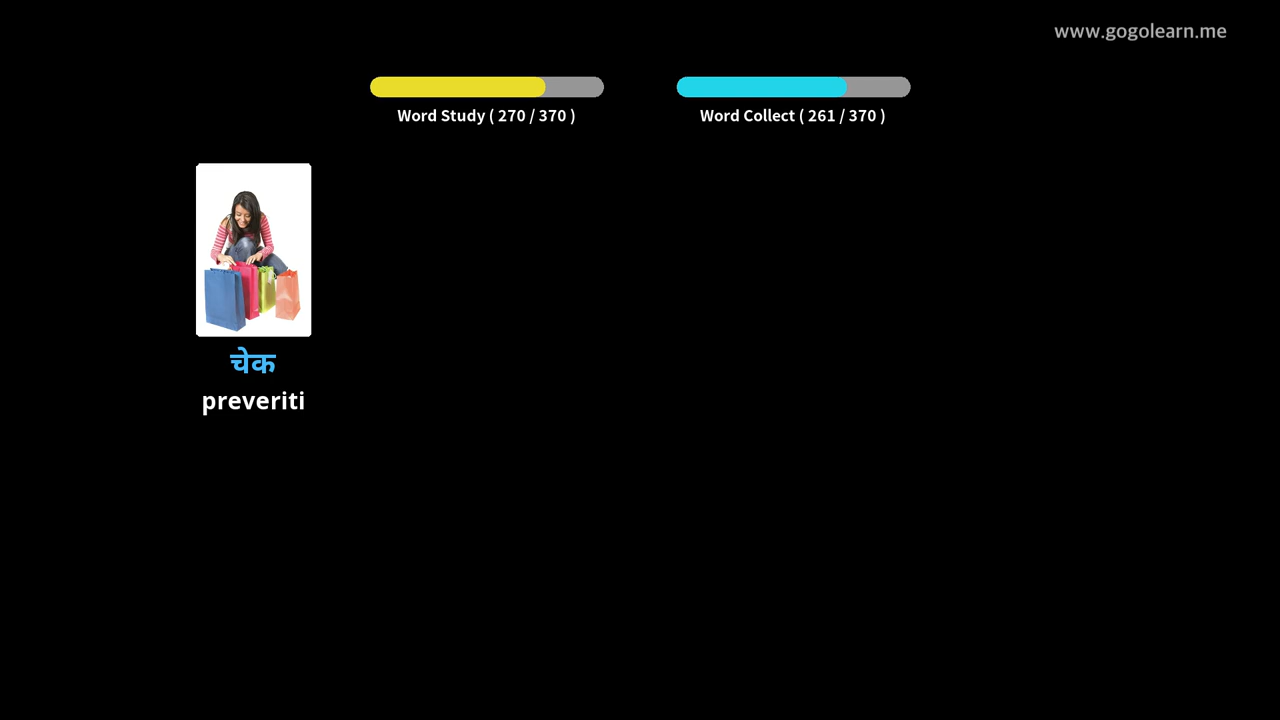 www.gogolearn.me
Word Study ( 270 / 370 )
Word Collect ( 261 / 370 )
चेक
preveriti